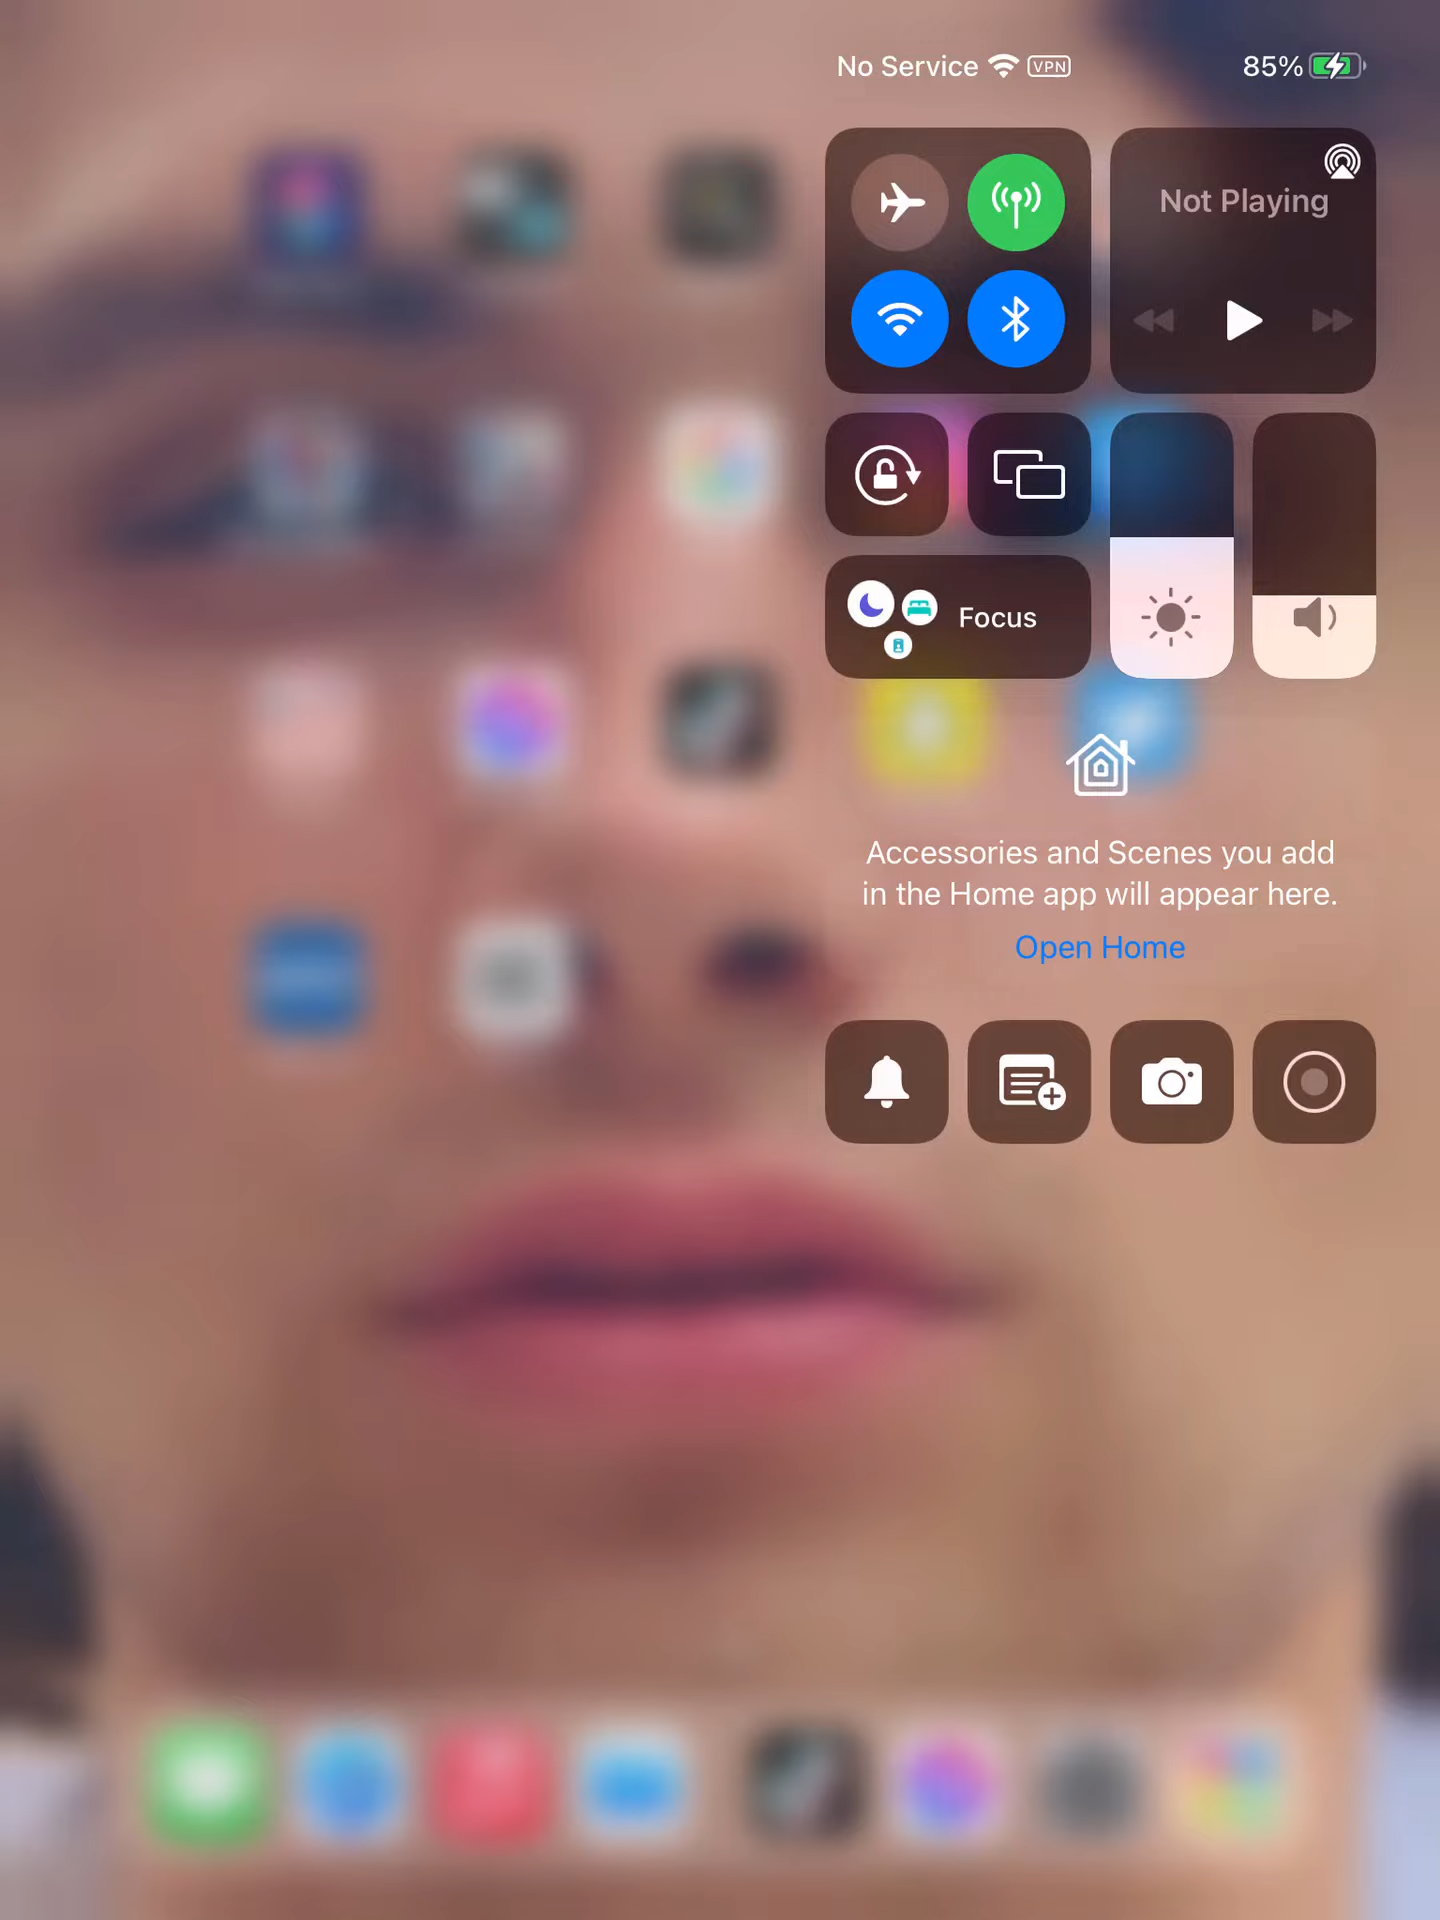 No Service VPN 85%
Not Playing
Focus
Accessories and Scenes you add
in the Home app will appear here.
Open Home